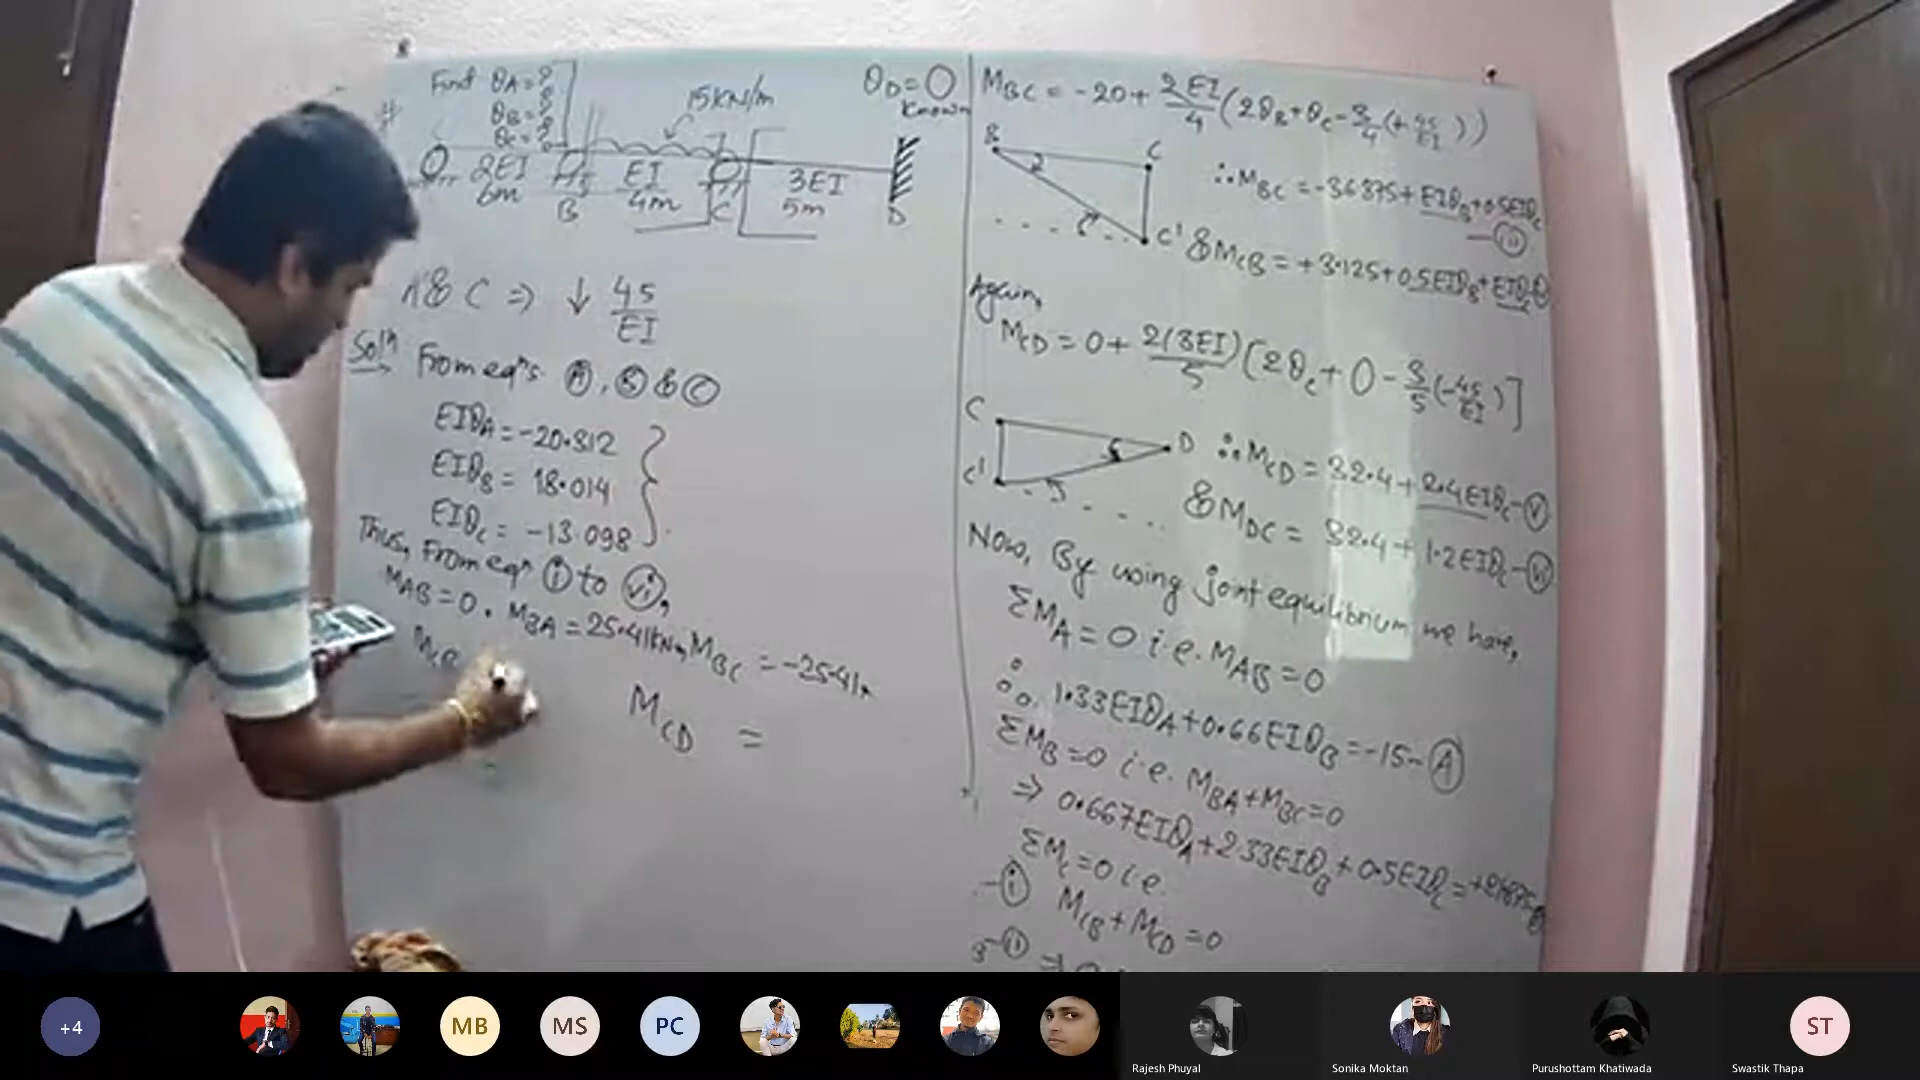 Find θA = ?
θB = ?
θC = ?
#
15KN/m
θD = 0
Known
2EI
6m
B
EI
4m
C
3EI
5m
D
& C ⇒ ↓ 45/EI
Solⁿ From eqⁿs (A), (B) & (C)
EIθA = -20.312
EIθB = 18.014
EIθC = -13.098
Thus, From eqⁿ (i) to (vi),
MAB = 0. MBA = 25.41KNm MBC = -25.41,
MCB
MCD =
MBC = -20 + 2EI/4 (2θB + θC - 3/4 (+45/EI))
B
C
C'
∴ MBC = -36.875 + EIθB + 0.5EIθC
& MCB = +3.125 + 0.5EIθB + EIθC
Again,
MCD = 0 + 2(3EI)/5 [2θC + 0 - 3/5 (-45/EI)]
C
D
C'
∴ MCD = 32.4 + 2.4EIθC - (v)
& MDC = 32.4 + 1.2EIθC - (vi)
Now, By using joint equilibrium we have,
ΣMA = 0 i.e. MAB = 0
∴ 1.33EIθA + 0.66EIθB = -15 - (A)
ΣMB = 0 i.e. MBA + MBC = 0
⇒ 0.667EIθA + 2.33EIθB + 0.5EIθC =
ΣMC = 0 i.e.
- (i) MCB + MCD = 0
- (ii)
+4
MB
MS
PC
ST
Rajesh Phuyal
Sonika Moktan
Purushottam Khatiwada
Swastik Thapa